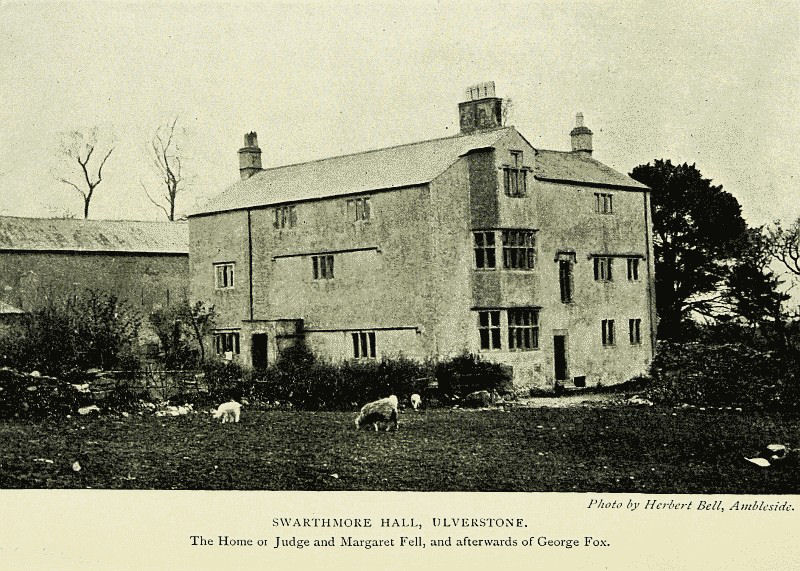 Photo by Herbert Bell, Ambleside.
SWARTHMORE HALL, ULVERSTONE.
The Home of Judge and Margaret Fell, and afterwards of George Fox.